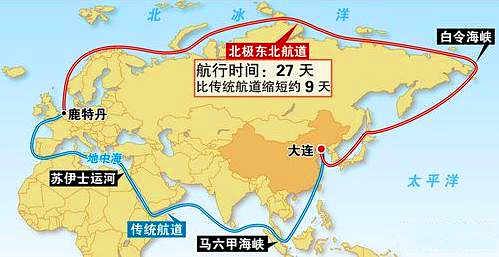 北 冰 洋
白令海峡
北极东北航道
航行时间：27 天
比传统航道缩短约 9 天
鹿特丹
大连
地中海
苏伊士运河
太 平 洋
传统航道
马六甲海峡